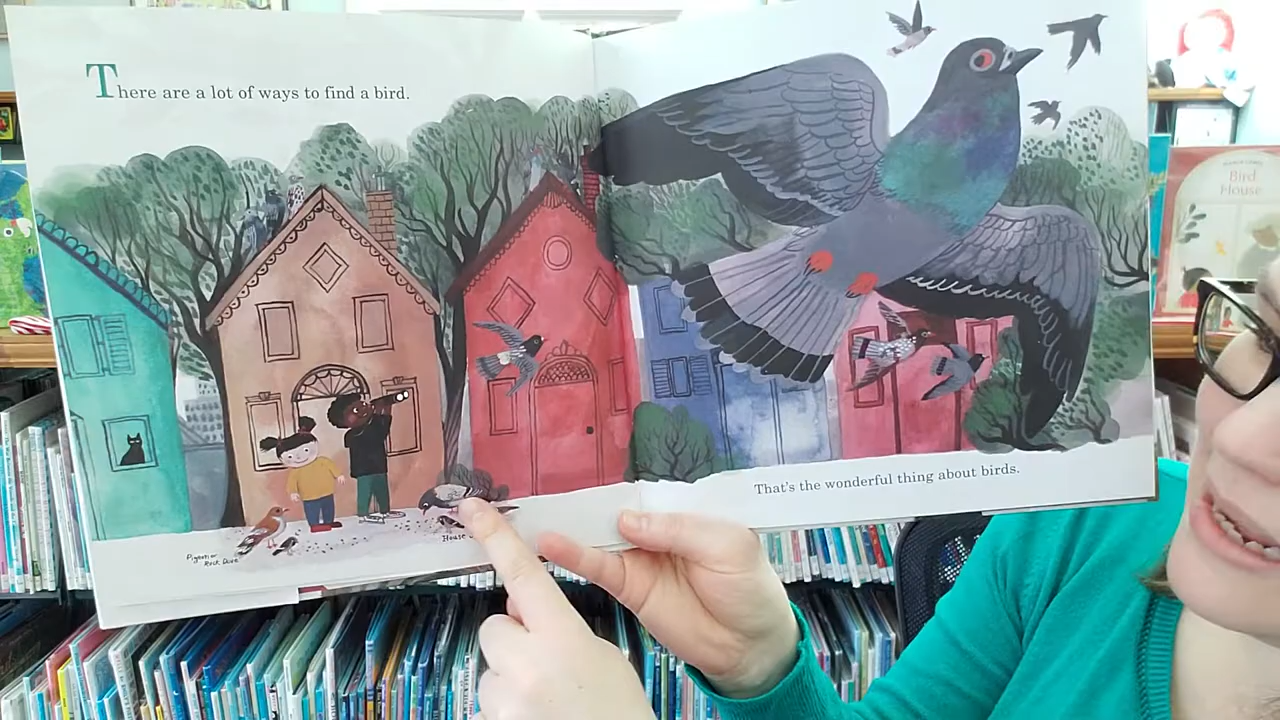 There are a lot of ways to find a bird.
That's the wonderful thing about birds.
Pigeon or
Rock Dove
House
Bird
House